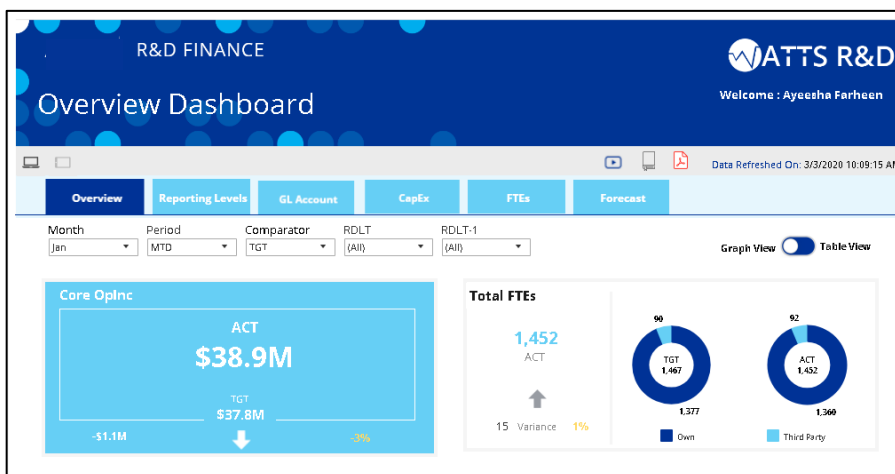 R&D FINANCE
ATTS R&D
Overview Dashboard
Welcome : Ayeesha Farheen
Data Refreshed On: 3/3/2020 10:09:15 AM
Overview Reporting Levels GL Account CapEx FTEs Forecast
Month Period Comparator RDLT RDLT-1
Jan MTD TGT (All) (All)
Graph View Table View
Core OpInc
ACT
$38.9M
TGT
$37.8M
-$1.1M -3%
Total FTEs
1,452
ACT
15 Variance 1%
90
TGT
1,467
1,377
92
ACT
1,452
1,360
Own Third Party